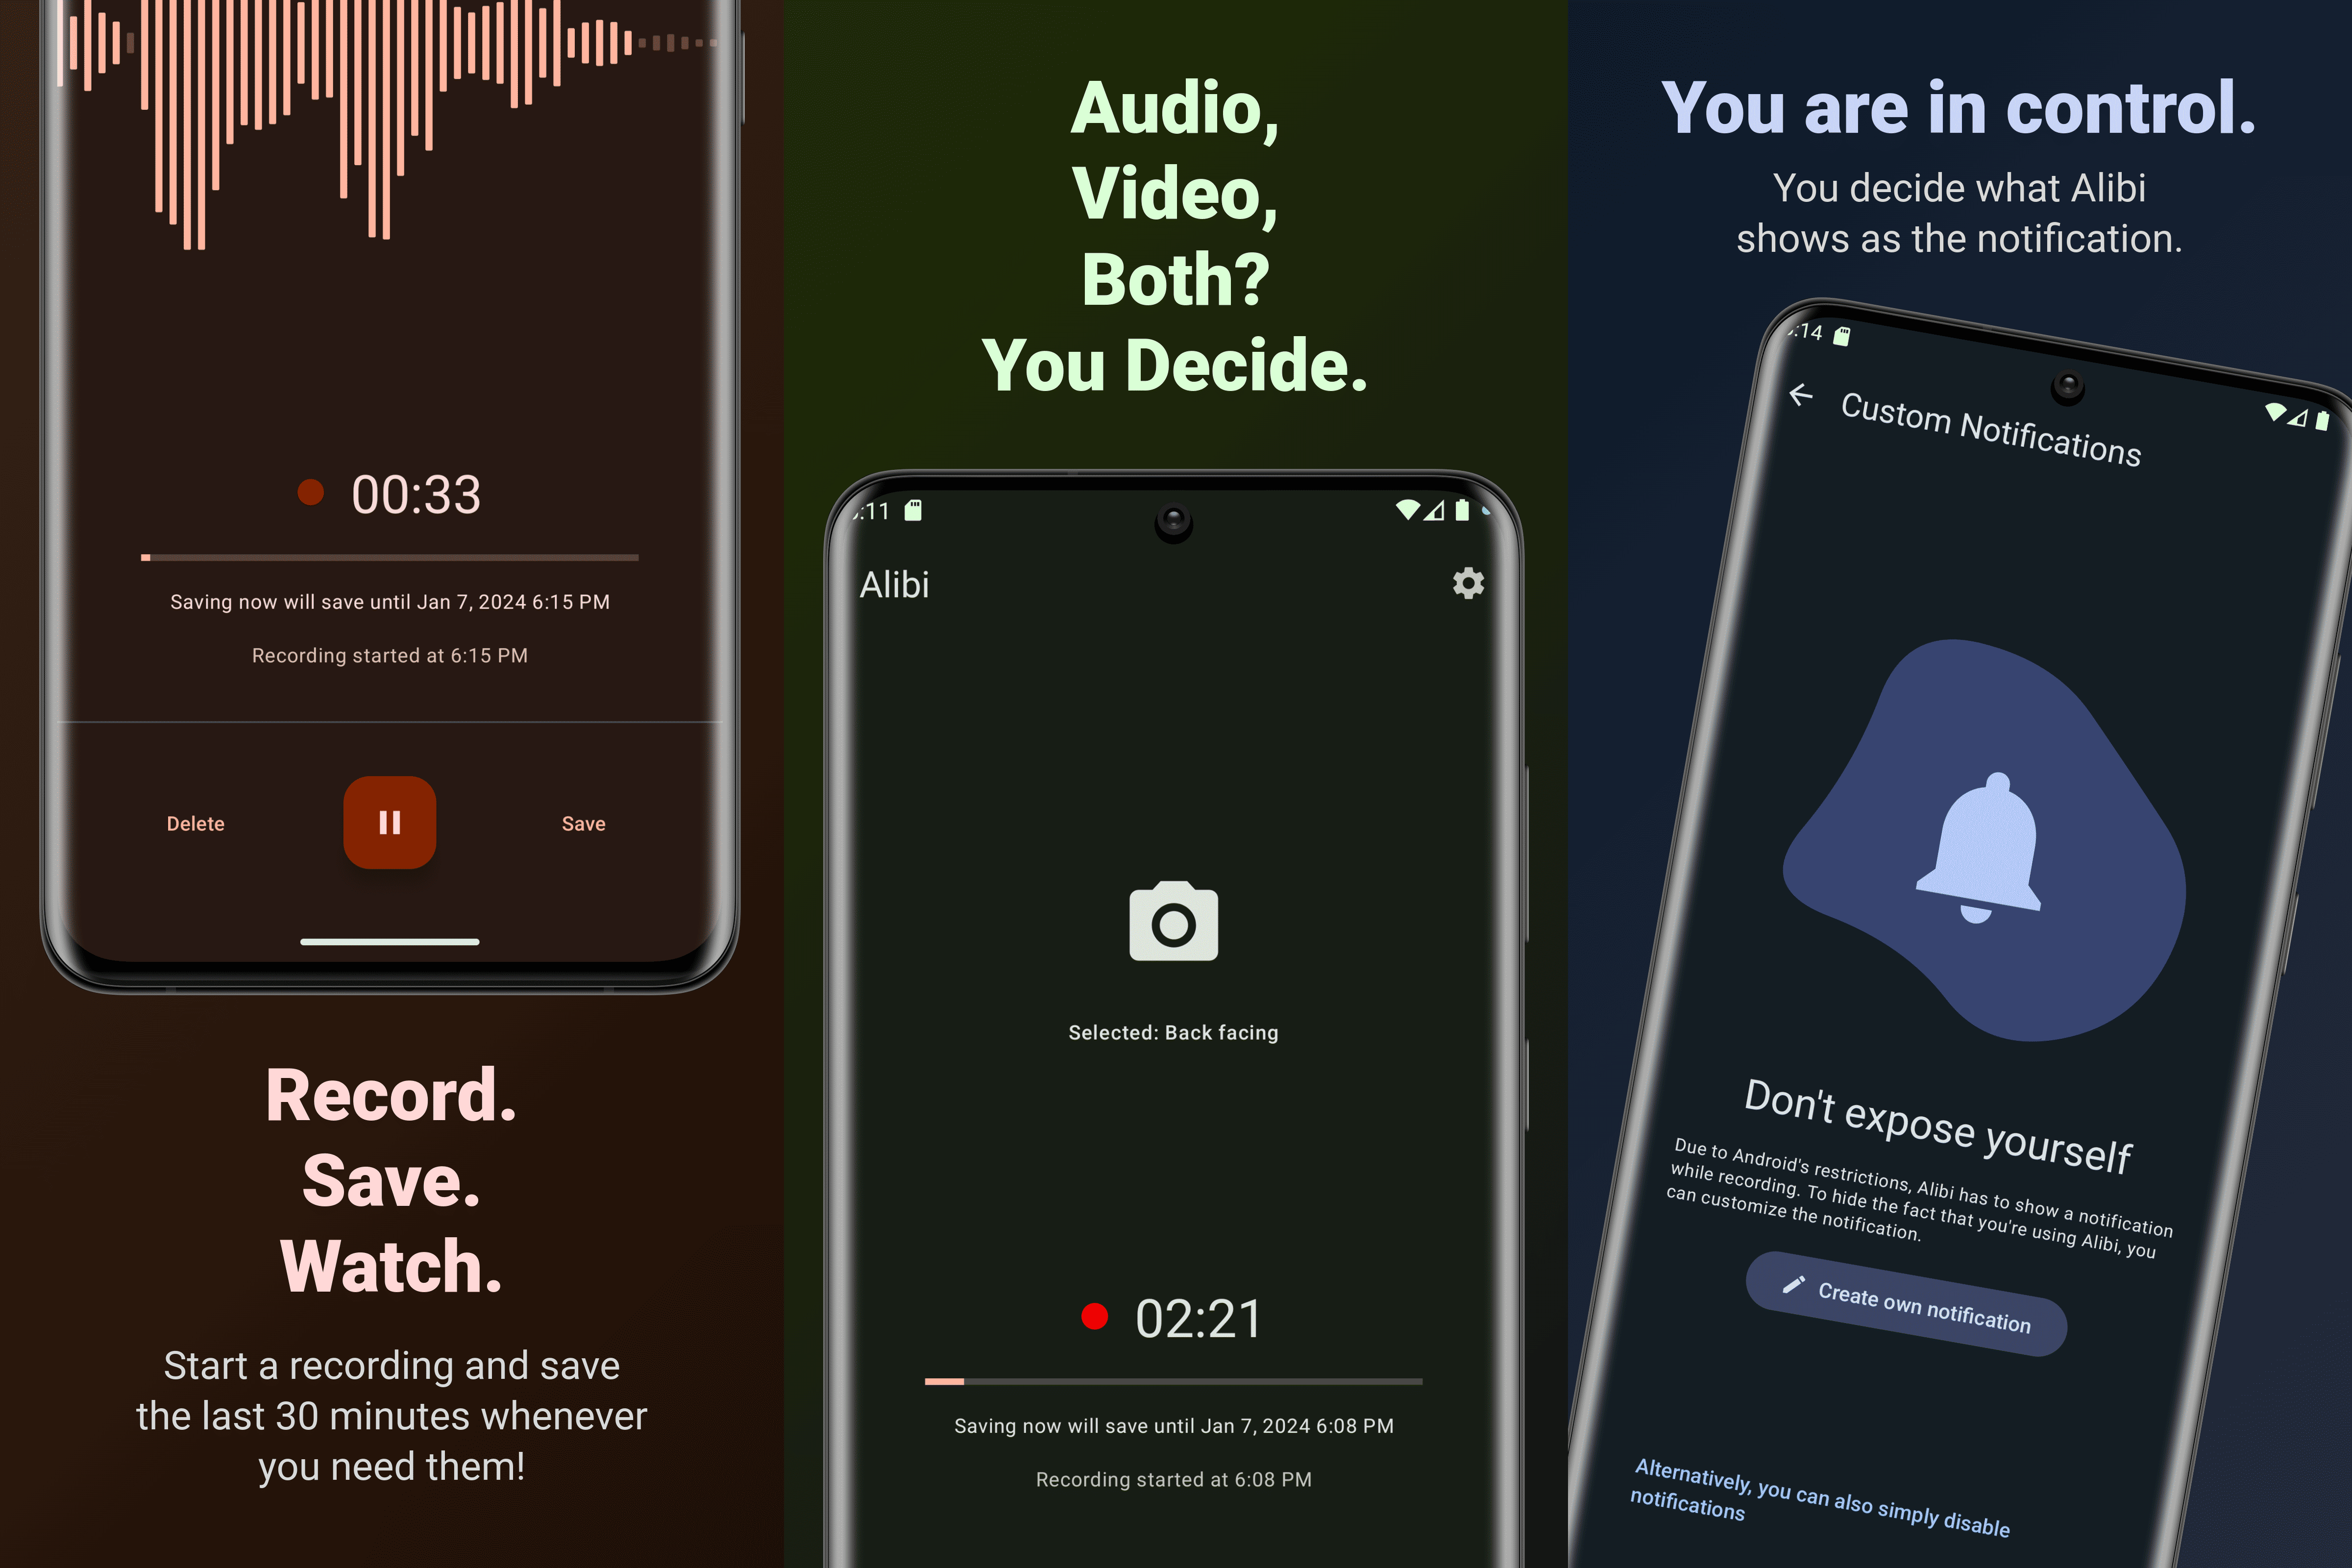 00:33
Saving now will save until Jan 7, 2024 6:15 PM
Recording started at 6:15 PM
Delete
Save
Record.
Save.
Watch.
Start a recording and save
the last 30 minutes whenever
you need them!
Audio,
Video,
Both?
You Decide.
:11
Alibi
Selected: Back facing
02:21
Saving now will save until Jan 7, 2024 6:08 PM
Recording started at 6:08 PM
You are in control.
You decide what Alibi
shows as the notification.
:14
Custom Notifications
Don't expose yourself
Due to Android's restrictions, Alibi has to show a notification
while recording. To hide the fact that you're using Alibi, you
can customize the notification.
Create own notification
Alternatively, you can also simply disable
notifications